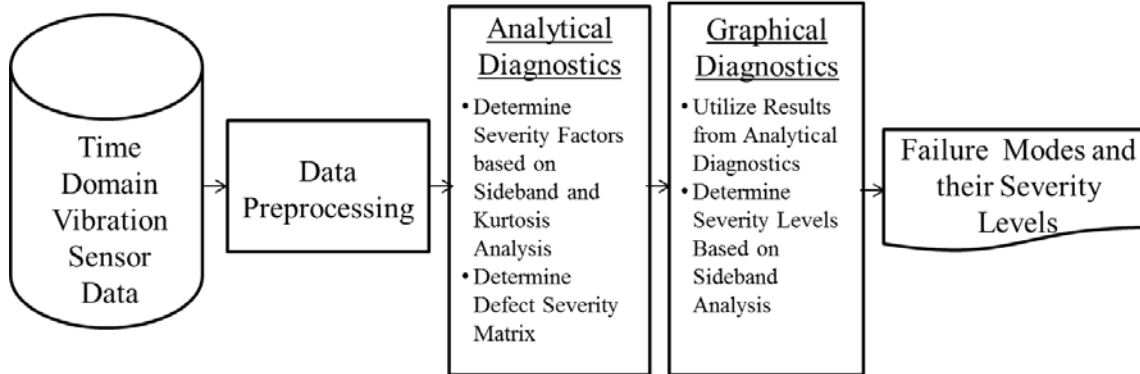 Time
Domain
Vibration
Sensor
Data
Data
Preprocessing
Analytical
Diagnostics
• Determine
Severity Factors
based on
Sideband and
Kurtosis
Analysis
• Determine
Defect Severity
Matrix
Graphical
Diagnostics
• Utilize Results
from Analytical
Diagnostics
• Determine
Severity Levels
Based on
Sideband
Analysis
Failure Modes and
their Severity
Levels